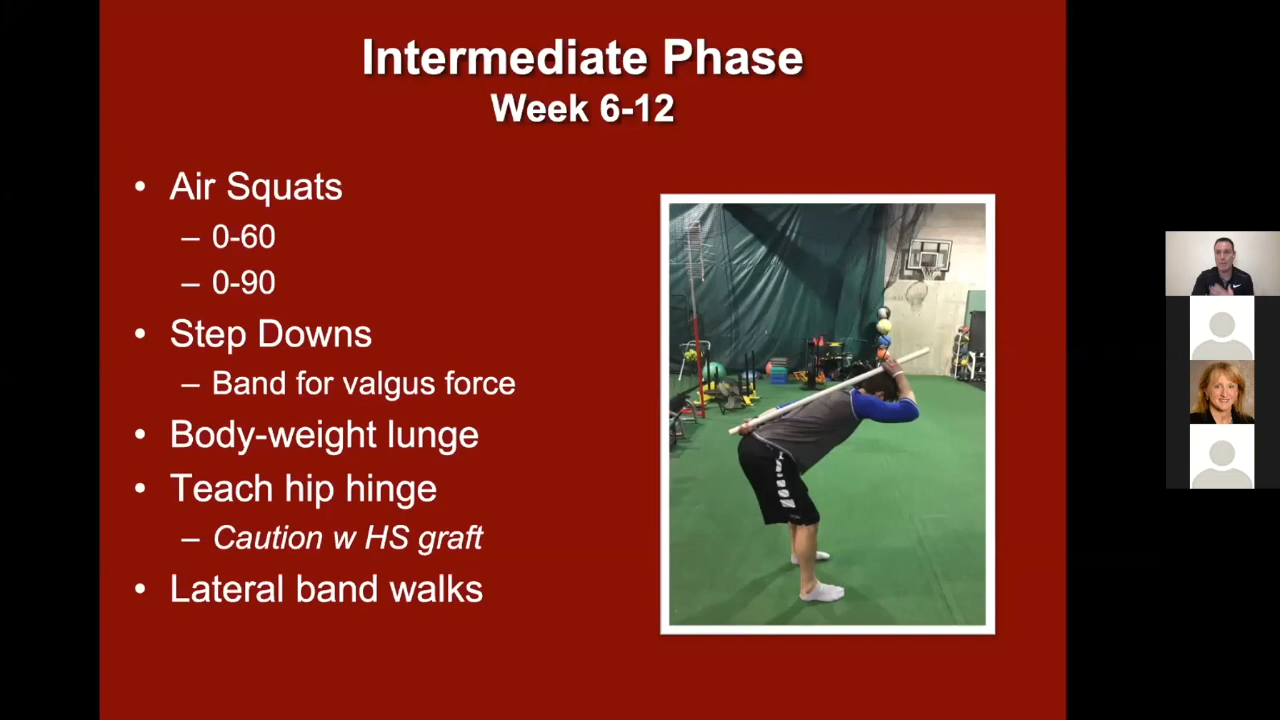 Intermediate Phase
Week 6-12
• Air Squats
– 0-60
– 0-90
• Step Downs
– Band for valgus force
• Body-weight lunge
• Teach hip hinge
– Caution w HS graft
• Lateral band walks